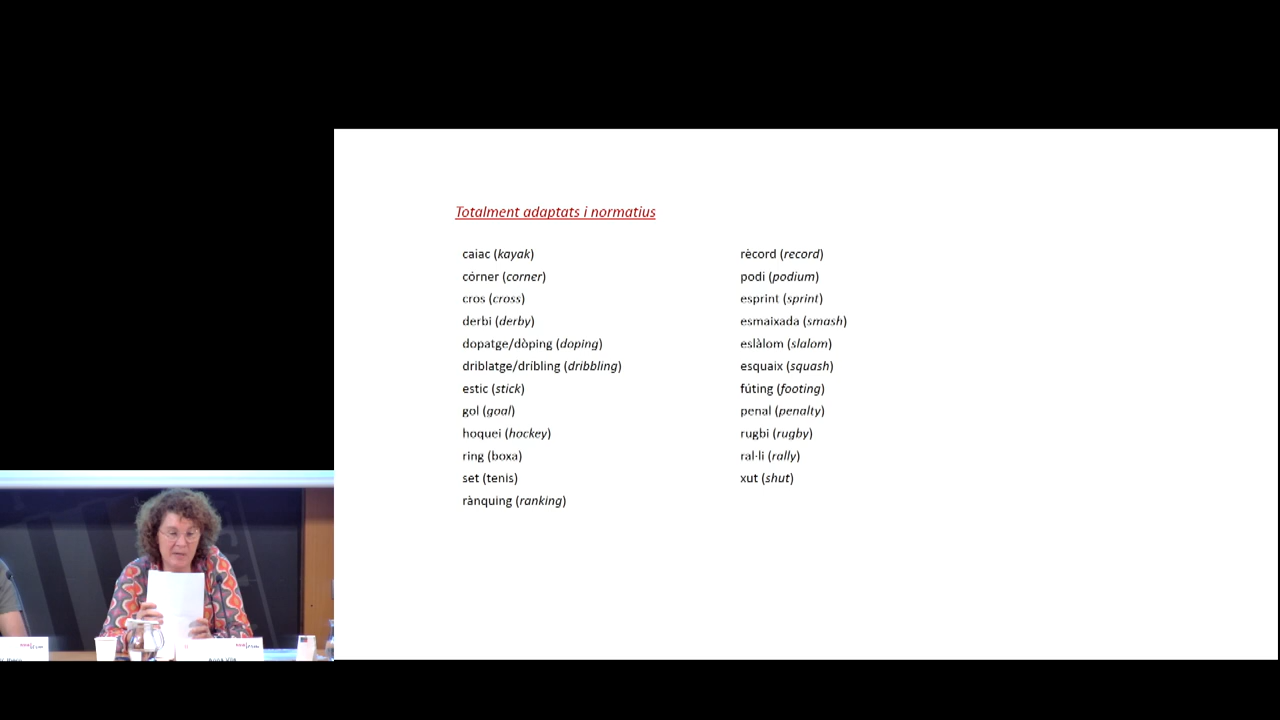 Totalment adaptats i normatius
caiac (kayak)
córner (corner)
cros (cross)
derbi (derby)
dopatge/dòping (doping)
driblatge/dríbling (dribbling)
estic (stick)
gol (goal)
hoquei (hockey)
ring (boxa)
set (tenis)
rànquing (ranking)
rècord (record)
podi (podium)
esprint (sprint)
esmaixada (smash)
eslàlom (slalom)
esquaix (squash)
fúting (footing)
penal (penalty)
rugbi (rugby)
ral·li (rally)
xut (shut)